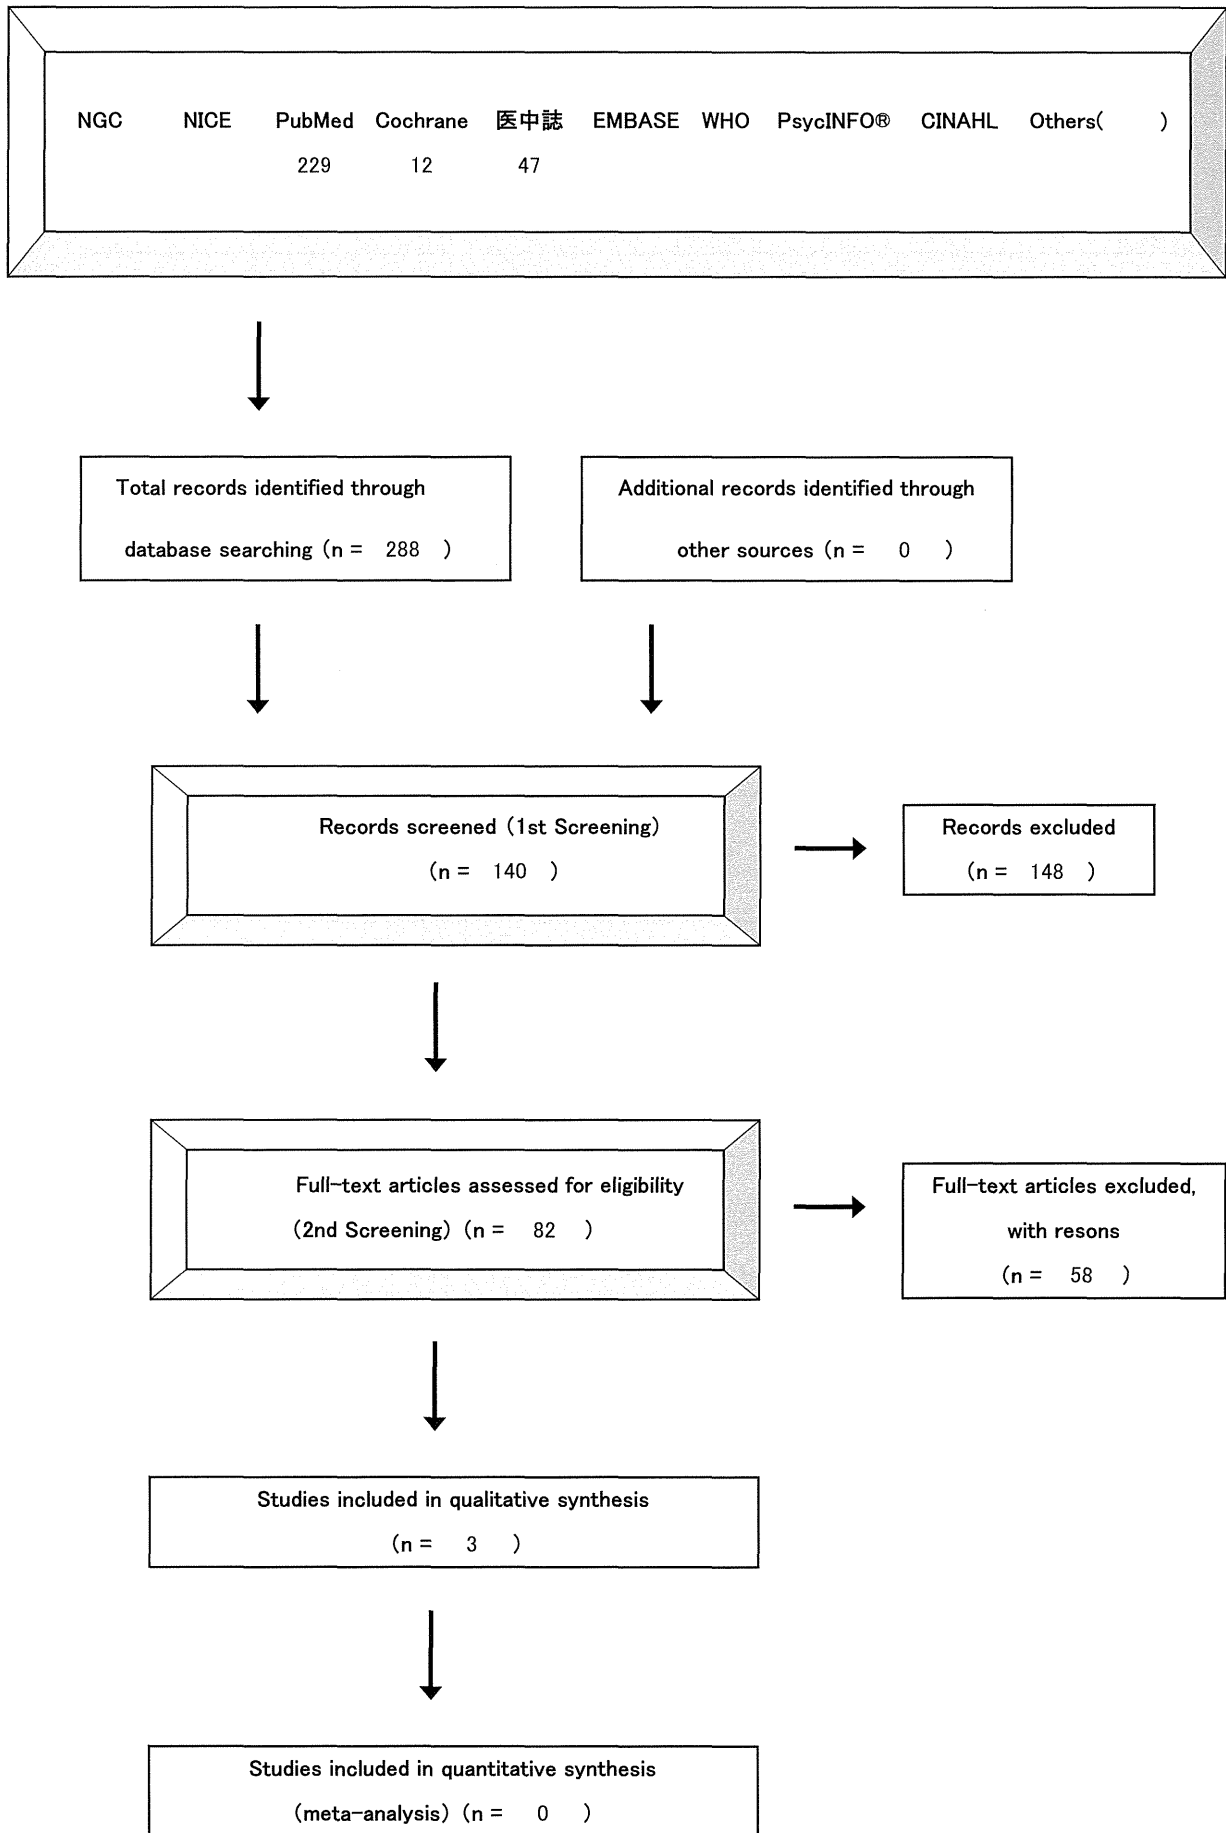 NGC NICE PubMed Cochrane 医中誌 EMBASE WHO PsycINFO® CINAHL Others( )
229 12 47
Total records identified through
database searching (n = 288 )
Additional records identified through
other sources (n = 0 )
Records screened (1st Screening)
(n = 140 )
Records excluded
(n = 148 )
Full-text articles assessed for eligibility
(2nd Screening) (n = 82 )
Full-text articles excluded,
with resons
(n = 58 )
Studies included in qualitative synthesis
(n = 3 )
Studies included in quantitative synthesis
(meta-analysis) (n = 0 )